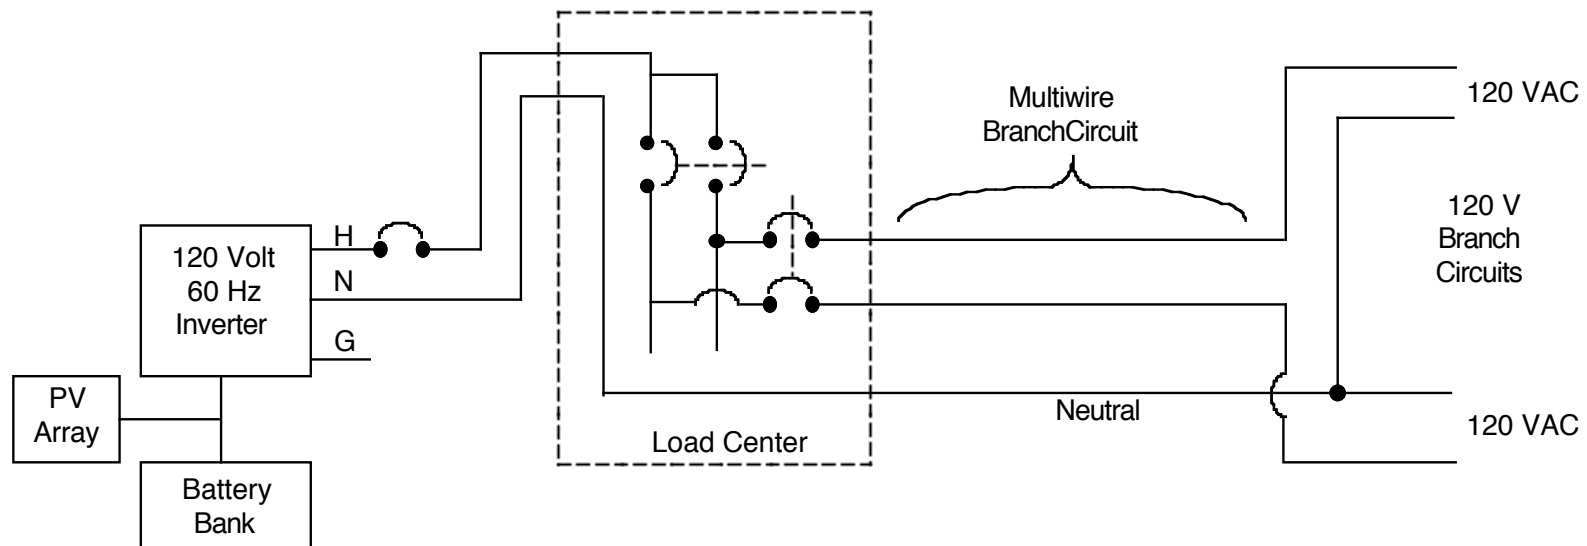 120 Volt
60 Hz
Inverter
H
N
G
PV
Array
Battery
Bank
Load Center
Multiwire
BranchCircuit
Neutral
120 VAC
120 V
Branch
Circuits
120 VAC